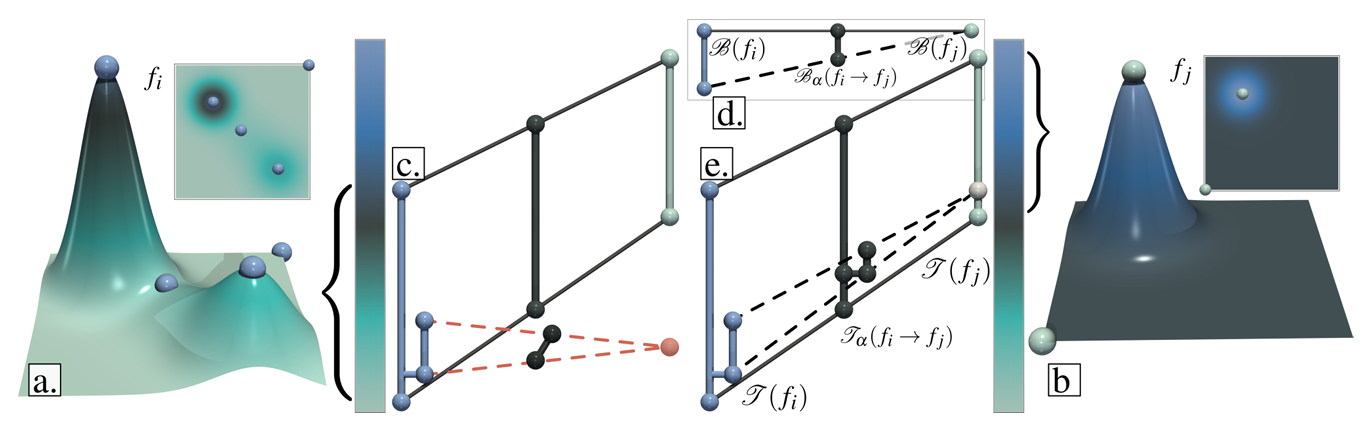 f_i
a.
c.
ℬ(f_i)
ℬ(f_j)
ℬ_α(f_i → f_j)
d.
e.
𝒯(f_j)
𝒯_α(f_i → f_j)
𝒯(f_i)
f_j
b.